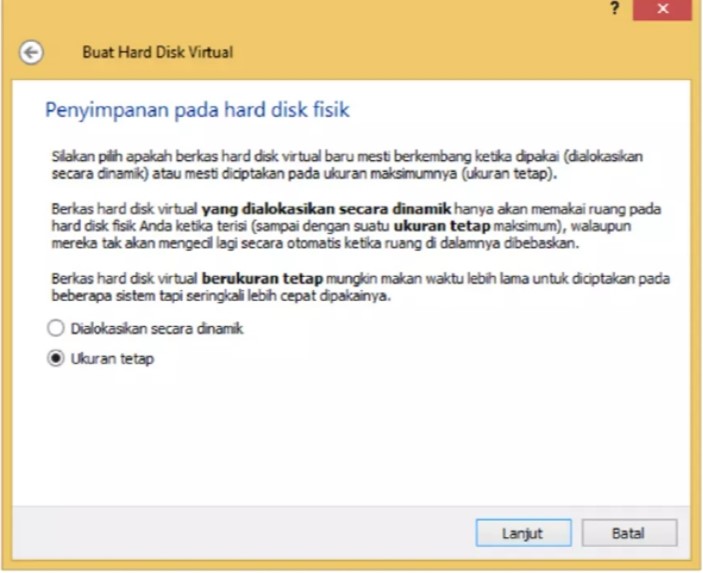 ?
Buat Hard Disk Virtual
Penyimpanan pada hard disk fisik
Silakan pilih apakah berkas hard disk virtual baru mesti berkembang ketika dipakai (dialokasikan
secara dinamik) atau mesti diciptakan pada ukuran maksimumnya (ukuran tetap).
Berkas hard disk virtual yang dialokasikan secara dinamik hanya akan memakai ruang pada
hard disk fisik Anda ketika terisi (sampai dengan suatu ukuran tetap maksimum), walaupun
mereka tak akan mengecil lagi secara otomatis ketika ruang di dalamnya dibebaskan.
Berkas hard disk virtual berukuran tetap mungkin makan waktu lebih lama untuk diciptakan pada
beberapa sistem tapi seringkali lebih cepat dipakainya.
Dialokasikan secara dinamik
Ukuran tetap
Lanjut Batal